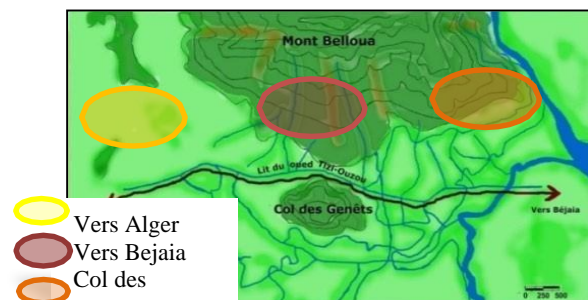 Mont Belloua
Lit du oued Tizi-Ouzou
Col des Genêts
Vers Béjaia
Vers Alger
Vers Bejaia
Col des
0 250 500